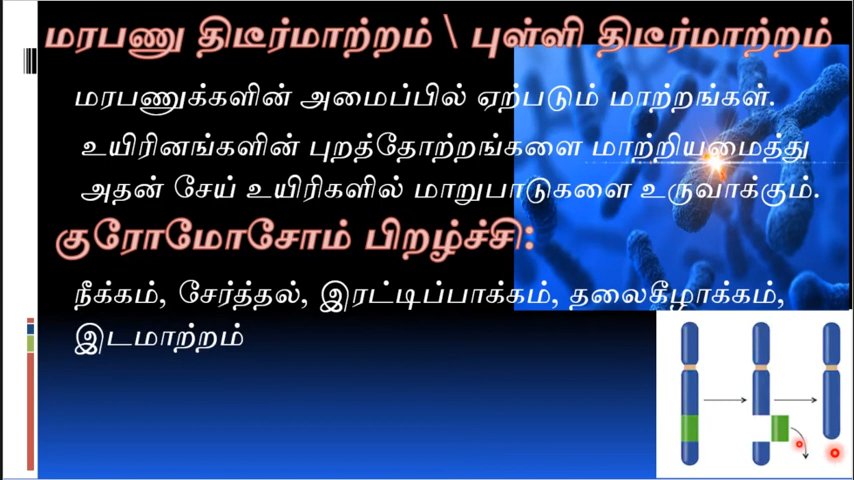 மரபணு திடீர்மாற்றம் \ புள்ளி திடீர்மாற்றம்
மரபணுக்களின் அமைப்பில் ஏற்படும் மாற்றங்கள்.
உயிரினங்களின் புறத்தோற்றங்களை மாற்றியமைத்து
அதன் சேய் உயிரிகளில் மாறுபாடுகளை உருவாக்கும்.
குரோமோசோம் பிறழ்ச்சி:
நீக்கம், சேர்த்தல், இரட்டிப்பாக்கம், தலைகீழாக்கம்,
இடமாற்றம்